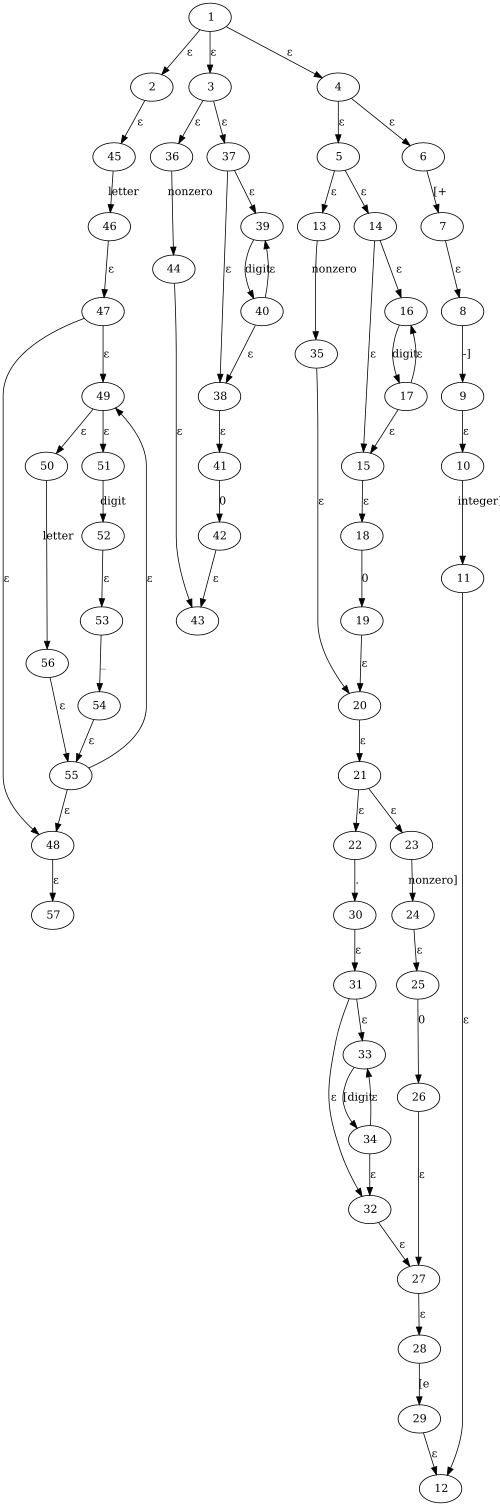 1
ε ε ε
2 3 4
ε ε ε ε ε
45 36 37 5 6
letter nonzero ε ε ε [+
46 13 14 7
39
ε digit ε nonzero ε ε
44 16 8
47 ε 40 ε digit ε -]
35
ε ε 17
49 38 ε 9
ε ε ε ε ε
50 51 41 15 18 10
letter digit 0 ε integer]
52 42 0
ε ε ε ε ε 11
53 43 19
_ ε
56 54 20
ε ε ε
55 21
ε ε ε
48 22 23
ε . nonzero]
57 30 24
ε ε
31 25
ε 0 ε
33
ε [digit ε 26
34
ε ε
32
ε
27
ε
28
[e
29
ε
12